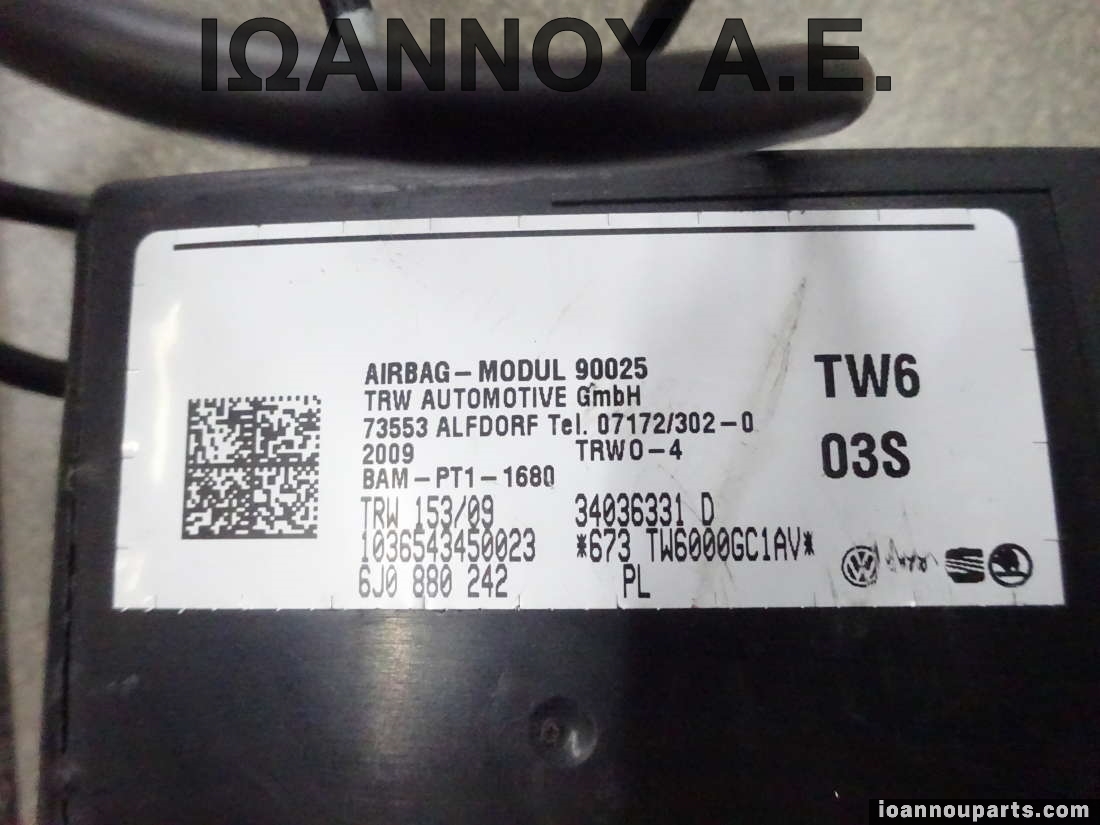 ΙΩΑΝΝΟΥ Α.Ε.
AIRBAG-MODUL 90025
TRW AUTOMOTIVE GmbH
73553 ALFDORF Tel. 07172/302-0
2009 TRWO-4
BAM-PT1-1680
TRW 153/09 34036331 D
1036543450023 *673 TW6000GC1AV*
6J0 880 242 PL
TW6
03S
ioannouparts.com